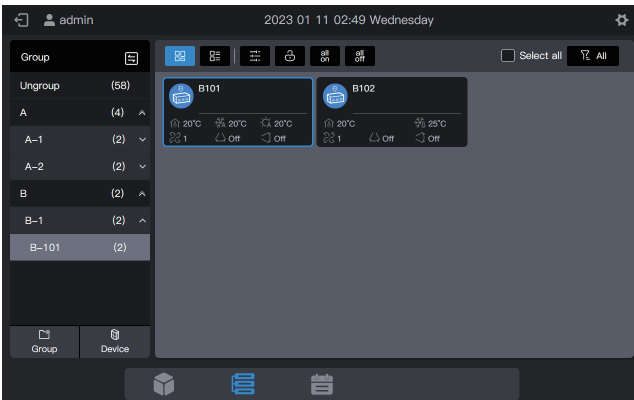 admin
2023 01 11 02:49 Wednesday
Group
all on
all off
Select all
All
Ungroup (58)
A (4)
A-1 (2)
A-2 (2)
B (2)
B-1 (2)
B-101 (2)
B101
20°C 20°C 20°C
1 Off Off
B102
20°C 25°C
1 Off Off
Group
Device